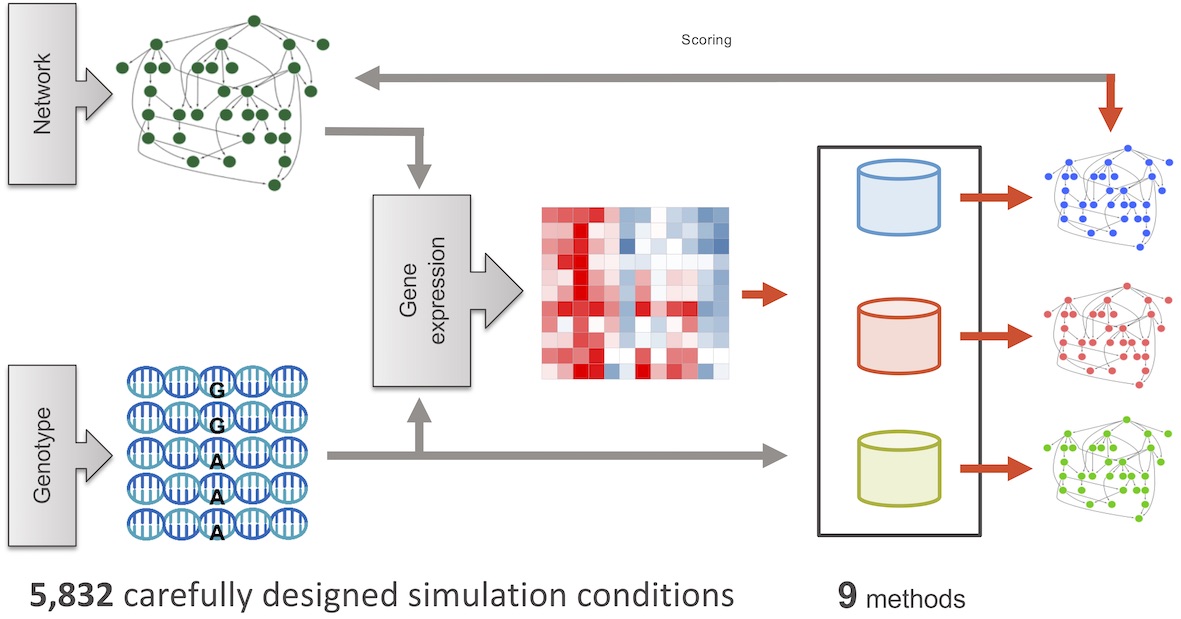 Network
Scoring
Gene
expression
Genotype
G
G
A
A
A
5,832 carefully designed simulation conditions
9 methods